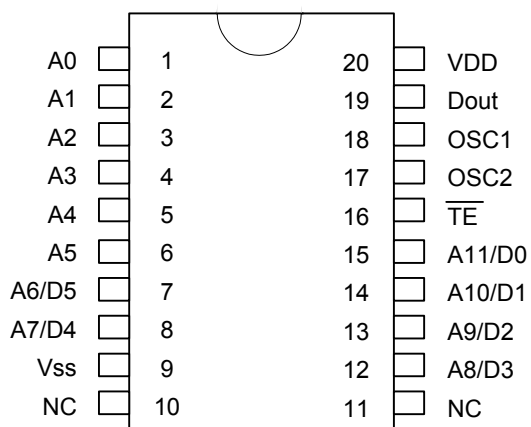 A0 1 20 VDD
A1 2 19 Dout
A2 3 18 OSC1
A3 4 17 OSC2
A4 5 16 T̅E̅
A5 6 15 A11/D0
A6/D5 7 14 A10/D1
A7/D4 8 13 A9/D2
Vss 9 12 A8/D3
NC 10 11 NC